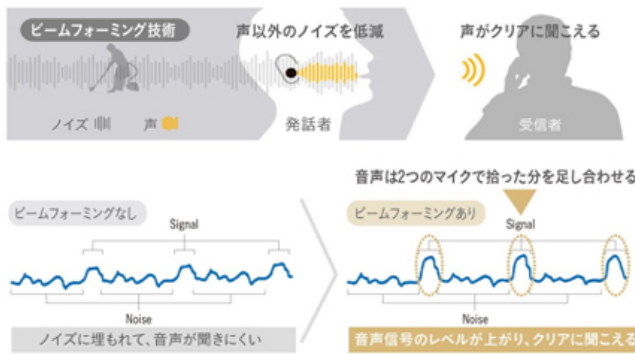 ビームフォーミング技術
声以外のノイズを低減
声がクリアに聞こえる
ノイズ
声
発話者
受信者
音声は2つのマイクで拾った分を足し合わせる
ビームフォーミングなし
Signal
Noise
ノイズに埋もれて、音声が聞きにくい
ビームフォーミングあり
Signal
Noise
音声信号のレベルが上がり、クリアに聞こえる